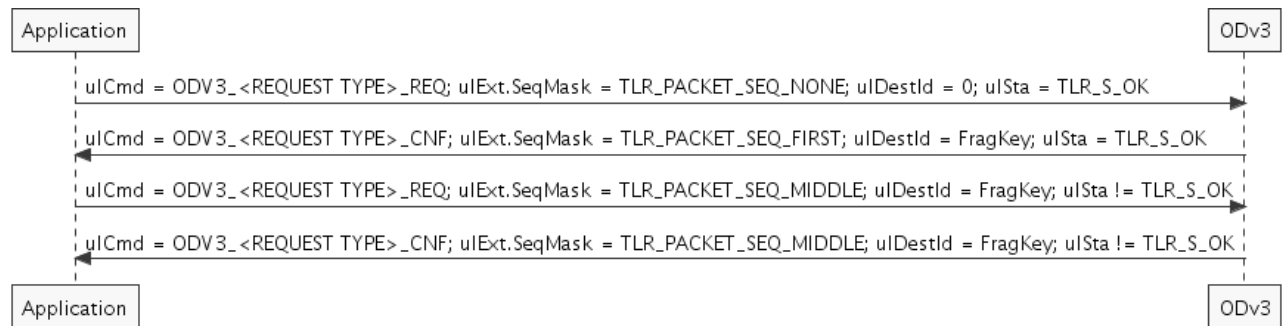 Application ODv3
ulCmd = ODV3_<REQUEST TYPE>_REQ; ulExt.SeqMask = TLR_PACKET_SEQ_NONE; ulDestId = 0; ulSta = TLR_S_OK
ulCmd = ODV3_<REQUEST TYPE>_CNF; ulExt.SeqMask = TLR_PACKET_SEQ_FIRST; ulDestId = FragKey; ulSta = TLR_S_OK
ulCmd = ODV3_<REQUEST TYPE>_REQ; ulExt.SeqMask = TLR_PACKET_SEQ_MIDDLE; ulDestId = FragKey; ulSta != TLR_S_OK
ulCmd = ODV3_<REQUEST TYPE>_CNF; ulExt.SeqMask = TLR_PACKET_SEQ_MIDDLE; ulDestId = FragKey; ulSta != TLR_S_OK
Application ODv3